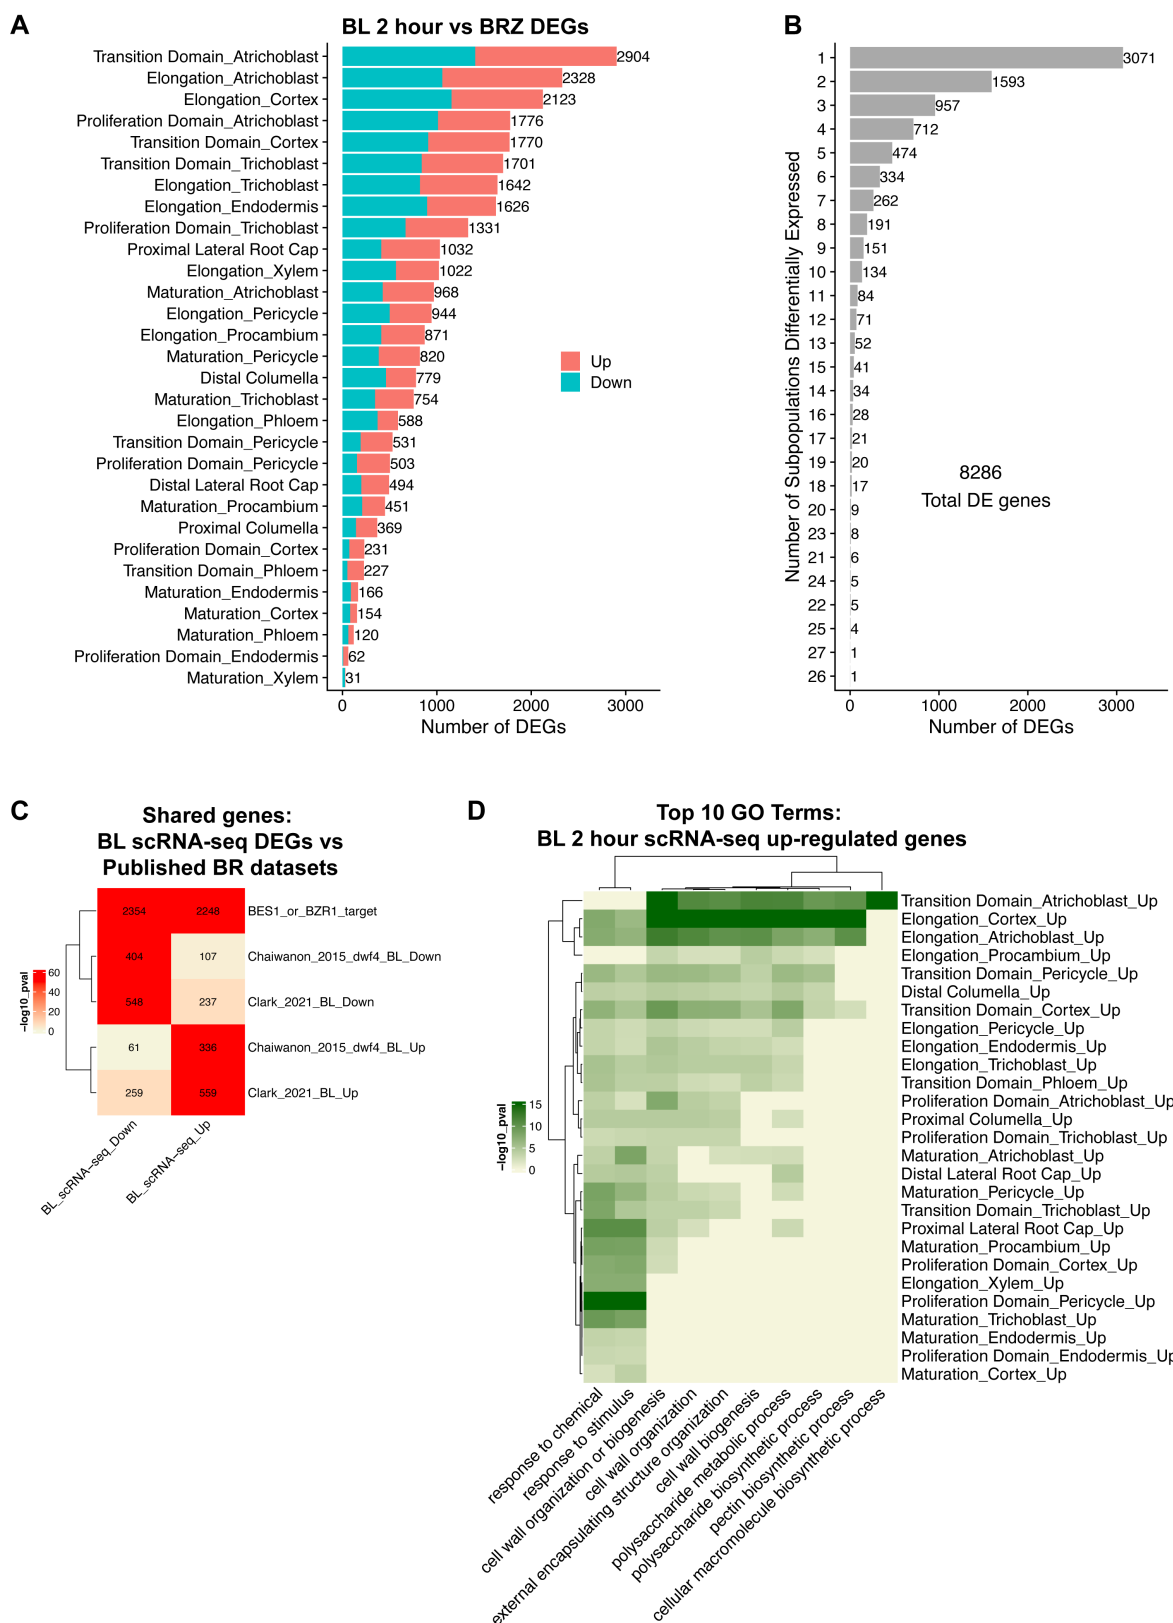 A
BL 2 hour vs BRZ DEGs
Transition Domain_Atrichoblast 2904
Elongation_Atrichoblast 2328
Elongation_Cortex 2123
Proliferation Domain_Atrichoblast 1776
Transition Domain_Cortex 1770
Transition Domain_Trichoblast 1701
Elongation_Trichoblast 1642
Elongation_Endodermis 1626
Proliferation Domain_Trichoblast 1331
Proximal Lateral Root Cap 1032
Elongation_Xylem 1022
Maturation_Atrichoblast 968
Elongation_Pericycle 944
Elongation_Procambium 871
Maturation_Pericycle 820
Distal Columella 779
Maturation_Trichoblast 754
Elongation_Phloem 588
Transition Domain_Pericycle 531
Proliferation Domain_Pericycle 503
Distal Lateral Root Cap 494
Maturation_Procambium 451
Proximal Columella 369
Proliferation Domain_Cortex 231
Transition Domain_Phloem 227
Maturation_Endodermis 166
Maturation_Cortex 154
Maturation_Phloem 120
Proliferation Domain_Endodermis 62
Maturation_Xylem 31
Up
Down
0 1000 2000 3000
Number of DEGs
B
Number of Subpopulations Differentially Expressed
1 3071
2 1593
3 957
4 712
5 474
6 334
7 262
8 191
9 151
10 134
11 84
12 71
13 52
15 41
14 34
16 28
17 21
19 20
18 17
20 9
23 8
21 6
24 5
22 5
25 4
27 1
26 1
8286
Total DE genes
0 1000 2000 3000
Number of DEGs
C
Shared genes:
BL scRNA-seq DEGs vs
Published BR datasets
2354 2248 BES1_or_BZR1_target
404 107 Chaiwanon_2015_dwf4_BL_Down
546 237 Clark_2021_BL_Down
61 336 Chaiwanon_2015_dwf4_BL_Up
259 559 Clark_2021_BL_Up
−log10_pval
60
40
20
0
BL_scRNA−seq_Down
BL_scRNA−seq_Up
D
Top 10 GO Terms:
BL 2 hour scRNA-seq up-regulated genes
Transition Domain_Atrichoblast_Up
Elongation_Cortex_Up
Elongation_Atrichoblast_Up
Elongation_Procambium_Up
Transition Domain_Pericycle_Up
Distal Columella_Up
Transition Domain_Cortex_Up
Elongation_Pericycle_Up
Elongation_Endodermis_Up
Elongation_Trichoblast_Up
Transition Domain_Phloem_Up
Proliferation Domain_Atrichoblast_Up
Proximal Columella_Up
Proliferation Domain_Trichoblast_Up
Maturation_Atrichoblast_Up
Distal Lateral Root Cap_Up
Maturation_Pericycle_Up
Transition Domain_Trichoblast_Up
Proximal Lateral Root Cap_Up
Maturation_Procambium_Up
Proliferation Domain_Cortex_Up
Elongation_Xylem_Up
Proliferation Domain_Pericycle_Up
Maturation_Trichoblast_Up
Maturation_Endodermis_Up
Proliferation Domain_Endodermis_Up
Maturation_Cortex_Up
−log10_pval
15
10
5
0
response to chemical
response to stimulus
cell wall organization or biogenesis
cell wall organization
external encapsulating structure organization
cell wall biogenesis
polysaccharide metabolic process
polysaccharide biosynthetic process
pectin biosynthetic process
cellular macromolecule biosynthetic process